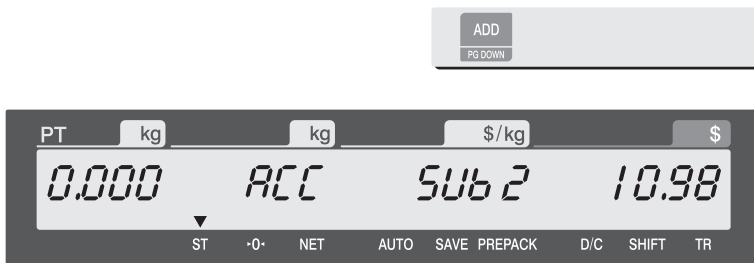 ADD
PG DOWN
PT kg kg $/kg $
0.000 ACC SUb 2 10.98
ST ►0◄ NET AUTO SAVE PREPACK D/C SHIFT TR